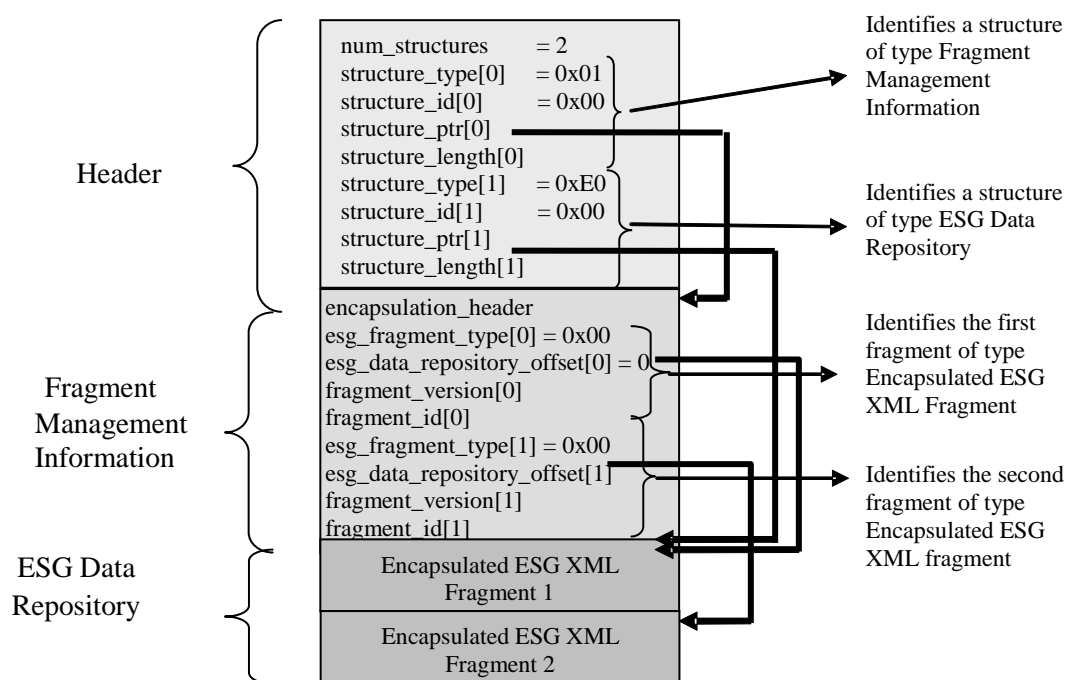 Header
Fragment
Management
Information
ESG Data
Repository
num_structures = 2
structure_type[0] = 0x01
structure_id[0] = 0x00
structure_ptr[0]
structure_length[0]
structure_type[1] = 0xE0
structure_id[1] = 0x00
structure_ptr[1]
structure_length[1]
encapsulation_header
esg_fragment_type[0] = 0x00
esg_data_repository_offset[0] = 0
fragment_version[0]
fragment_id[0]
esg_fragment_type[1] = 0x00
esg_data_repository_offset[1]
fragment_version[1]
fragment_id[1]
Encapsulated ESG XML
Fragment 1
Encapsulated ESG XML
Fragment 2
Identifies a structure
of type Fragment
Management
Information
Identifies a structure
of type ESG Data
Repository
Identifies the first
fragment of type
Encapsulated ESG
XML Fragment
Identifies the second
fragment of type
Encapsulated ESG
XML fragment